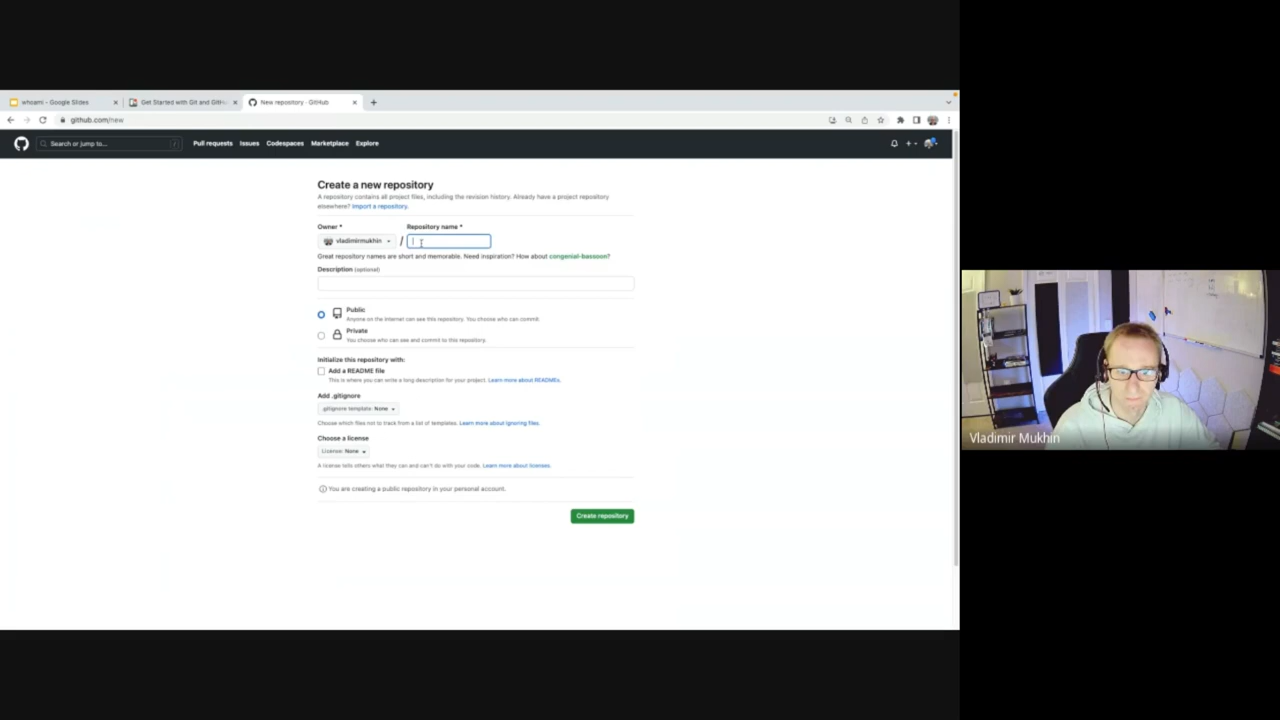 whoami - Google Slides
Get Started with Git and GitHu
New repository · GitHub
github.com/new
Search or jump to...
/
Pull requests
Issues
Codespaces
Marketplace
Explore
Create a new repository
A repository contains all project files, including the revision history. Already have a project repository
elsewhere? Import a repository.
Owner *
Repository name *
vladimirmukhin
/
Great repository names are short and memorable. Need inspiration? How about congenial-bassoon?
Description (optional)
Public
Anyone on the internet can see this repository. You choose who can commit.
Private
You choose who can see and commit to this repository.
Initialize this repository with:
Add a README file
This is where you can write a long description for your project. Learn more about READMEs.
Add .gitignore
.gitignore template: None
Choose which files not to track from a list of templates. Learn more about ignoring files.
Choose a license
License: None
A license tells others what they can and can't do with your code. Learn more about licenses.
You are creating a public repository in your personal account.
Create repository
Vladimir Mukhin